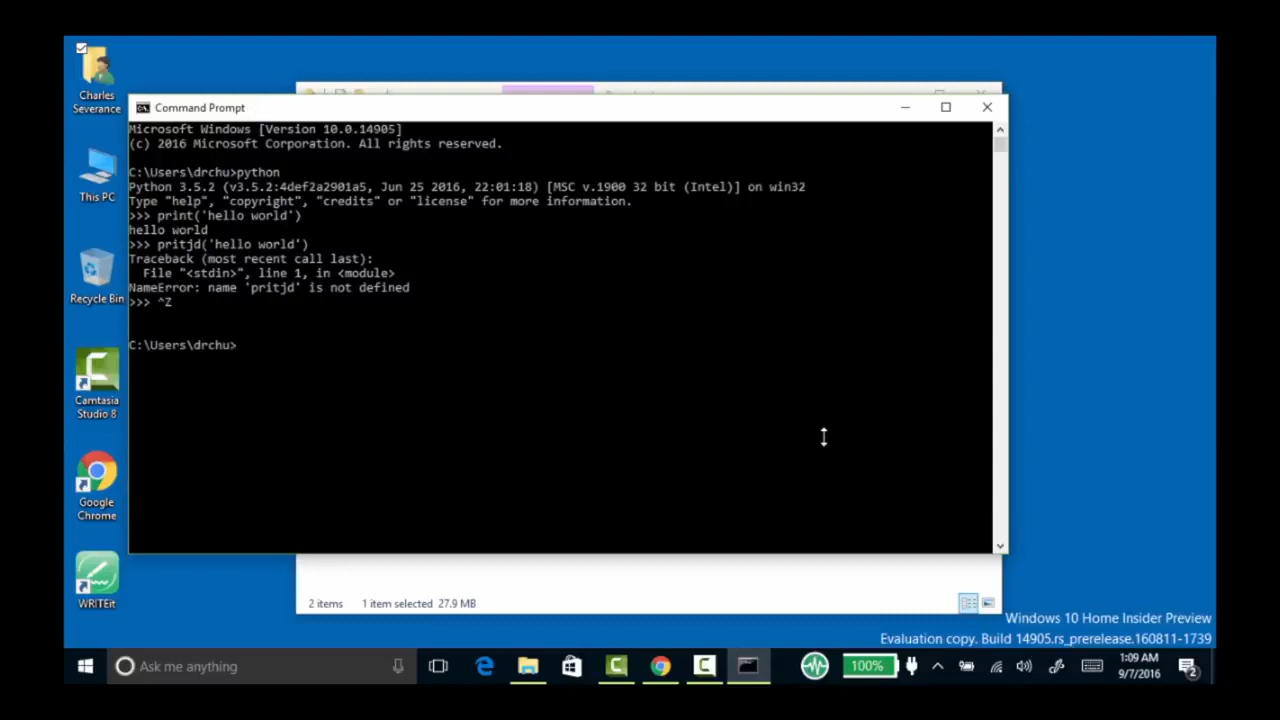 Charles
Severance
This PC
Recycle Bin
Camtasia
Studio 8
Google
Chrome
WRITEit
Command Prompt
Microsoft Windows [Version 10.0.14905]
(c) 2016 Microsoft Corporation. All rights reserved.
C:\Users\drchu>python
Python 3.5.2 (v3.5.2:4def2a2901a5, Jun 25 2016, 22:01:18) [MSC v.1900 32 bit (Intel)] on win32
Type "help", "copyright", "credits" or "license" for more information.
>>> print('hello world')
hello world
>>> pritjd('hello world')
Traceback (most recent call last):
  File "<stdin>", line 1, in <module>
NameError: name 'pritjd' is not defined
>>> ^Z
C:\Users\drchu>
2 items 1 item selected 27.9 MB
Windows 10 Home Insider Preview
Evaluation copy. Build 14905.rs_prerelease.160811-1739
Ask me anything
100%
1:09 AM
9/7/2016
2